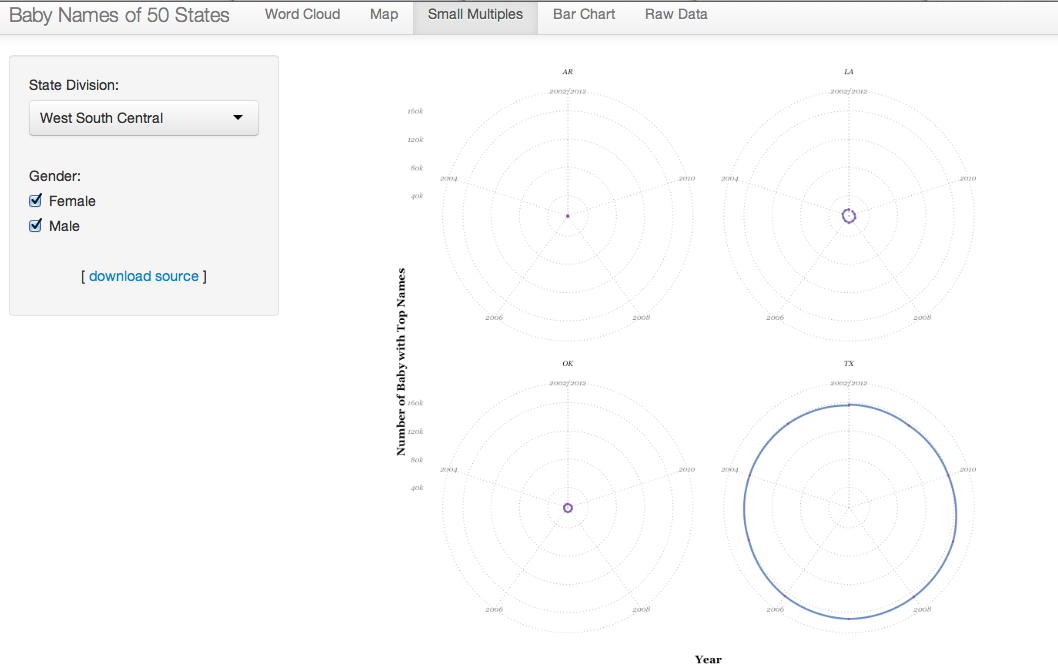 Baby Names of 50 States
Word Cloud
Map
Small Multiples
Bar Chart
Raw Data
State Division:
West South Central
Gender:
Female
Male
[ download source ]
Number of Baby with Top Names
AR
2002/2012
160k
120k
80k
40k
2004
2010
2006
2008
LA
2002/2012
2004
2010
2006
2008
OK
2002/2012
160k
120k
80k
40k
2004
2010
2006
2008
TX
2002/2012
2004
2010
2006
2008
Year